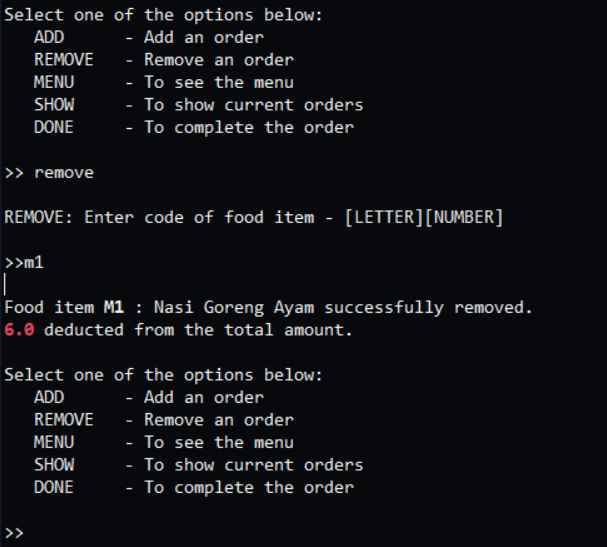 Select one of the options below:
ADD - Add an order
REMOVE - Remove an order
MENU - To see the menu
SHOW - To show current orders
DONE - To complete the order
>> remove
REMOVE: Enter code of food item - [LETTER][NUMBER]
>>m1
Food item M1 : Nasi Goreng Ayam successfully removed.
6.0 deducted from the total amount.
Select one of the options below:
ADD - Add an order
REMOVE - Remove an order
MENU - To see the menu
SHOW - To show current orders
DONE - To complete the order
>>